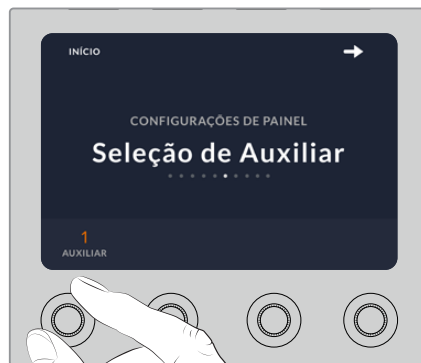 INÍCIO
CONFIGURAÇÕES DE PAINEL
Seleção de Auxiliar
1
AUXILIAR